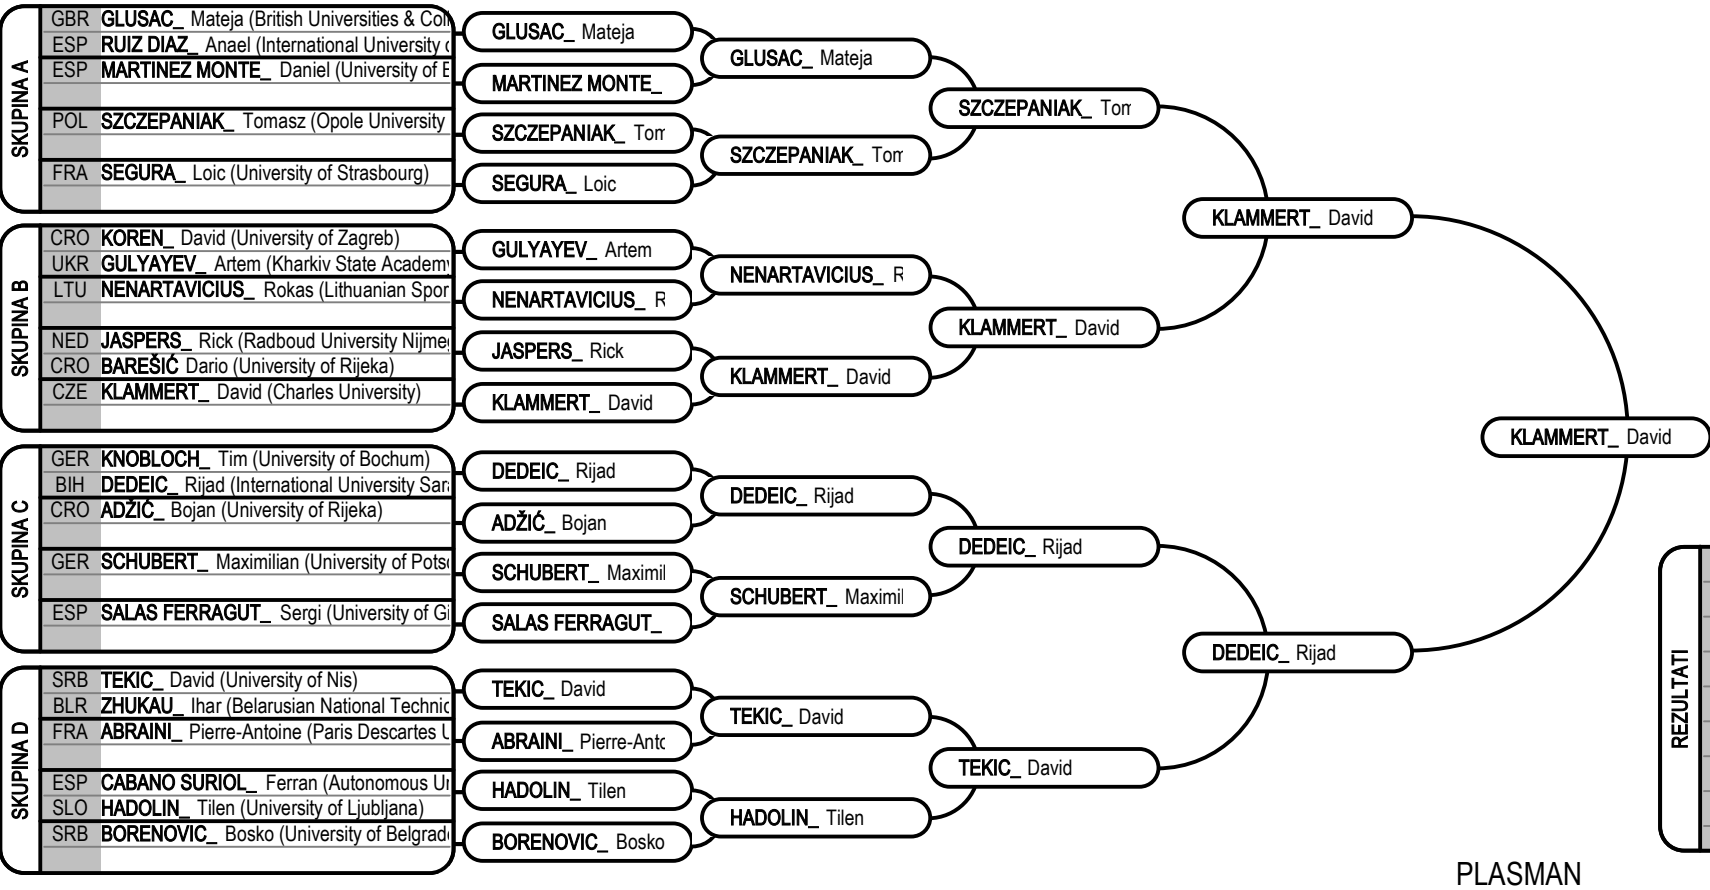 SKUPINA A
GBR GLUSAC_ Mateja (British Universities & Coll
ESP RUIZ DIAZ_ Anael (International University
ESP MARTINEZ MONTE_ Daniel (University of
POL SZCZEPANIAK_ Tomasz (Opole University
FRA SEGURA_ Loic (University of Strasbourg)
SKUPINA B
CRO KOREN_ David (University of Zagreb)
UKR GULYAYEV_ Artem (Kharkiv State Academy
LTU NENARTAVICIUS_ Rokas (Lithuanian Spor
NED JASPERS_ Rick (Radboud University Nijme
CRO BAREŠIĆ Dario (University of Rijeka)
CZE KLAMMERT_ David (Charles University)
SKUPINA C
GER KNOBLOCH_ Tim (University of Bochum)
BIH DEDEIC_ Rijad (International University Sara
CRO ADŽIĆ_ Bojan (University of Rijeka)
GER SCHUBERT_ Maximilian (University of Pots
ESP SALAS FERRAGUT_ Sergi (University of Gi
SKUPINA D
SRB TEKIC_ David (University of Nis)
BLR ZHUKAU_ Ihar (Belarusian National Technic
FRA ABRAINI_ Pierre-Antoine (Paris Descartes U
ESP CABANO SURIOL_ Ferran (Autonomous Un
SLO HADOLIN_ Tilen (University of Ljubljana)
SRB BORENOVIC_ Bosko (University of Belgrad
GLUSAC_ Mateja
MARTINEZ MONTE_
SZCZEPANIAK_ Tom
SEGURA_ Loic
GULYAYEV_ Artem
NENARTAVICIUS_ R
JASPERS_ Rick
KLAMMERT_ David
DEDEIC_ Rijad
ADŽIĆ_ Bojan
SCHUBERT_ Maximil
SALAS FERRAGUT_
TEKIC_ David
ABRAINI_ Pierre-Anto
HADOLIN_ Tilen
BORENOVIC_ Bosko
GLUSAC_ Mateja
SZCZEPANIAK_ Tom
NENARTAVICIUS_ R
KLAMMERT_ David
DEDEIC_ Rijad
SCHUBERT_ Maximil
TEKIC_ David
HADOLIN_ Tilen
SZCZEPANIAK_ Tom
KLAMMERT_ David
DEDEIC_ Rijad
TEKIC_ David
KLAMMERT_ David
DEDEIC_ Rijad
KLAMMERT_ David
REZULTATI
PLASMAN